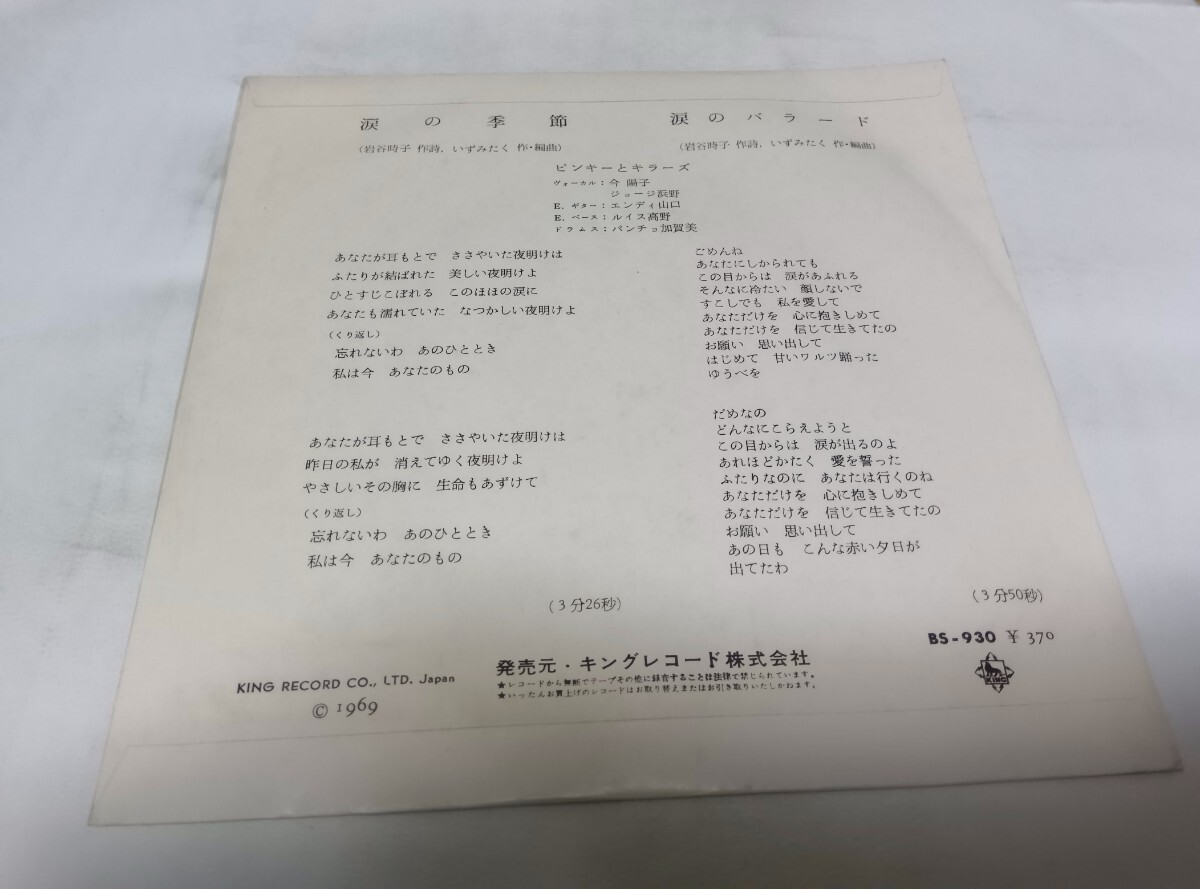 涙の季節
(岩谷時子 作詩, いずみたく 作・編曲)
涙のバラード
(岩谷時子 作詩, いずみたく 作・編曲)
ピンキーとキラーズ
ヴォーカル:今 陽子
ジョージ浜野
E. ギター:エンディ山口
E. ベース:ルイス高野
ドラムス:パンチョ加賀美
あなたが耳もとで ささやいた夜明けは
ふたりが結ばれた 美しい夜明けよ
ひとすじこぼれる このほほの涙に
あなたも濡れていた なつかしい夜明けよ
(くり返し)
忘れないわ あのひととき
私は今 あなたのもの
あなたが耳もとで ささやいた夜明けは
昨日の私が 消えてゆく夜明けよ
やさしいその胸に 生命もあずけて
(くり返し)
忘れないわ あのひととき
私は今 あなたのもの
(3分26秒)
ごめんね
あなたにしかられても
この目からは 涙があふれる
そんなに冷たい 顔しないで
すこしでも 私を愛して
あなただけを 心に抱きしめて
あなただけを 信じて生きてたの
お願い 思い出して
はじめて 甘いワルツ踊った
ゆうべを
だめなの
どんなにこらえようと
この目からは 涙が出るのよ
あれほどかたく 愛を誓った
ふたりなのに あなたは行くのね
あなただけを 心に抱きしめて
あなただけを 信じて生きてたの
お願い 思い出して
あの日も こんな赤い夕日が
出てたわ
(3分50秒)
BS-930 ¥370
KING
KING RECORD CO., LTD. Japan
© 1969
発売元・キングレコード株式会社
★レコードから無断でテープその他に録音することは法律で禁じられています。
★いったんお買上げのレコードはお取り替えまたはお引き取りいたしかねます。